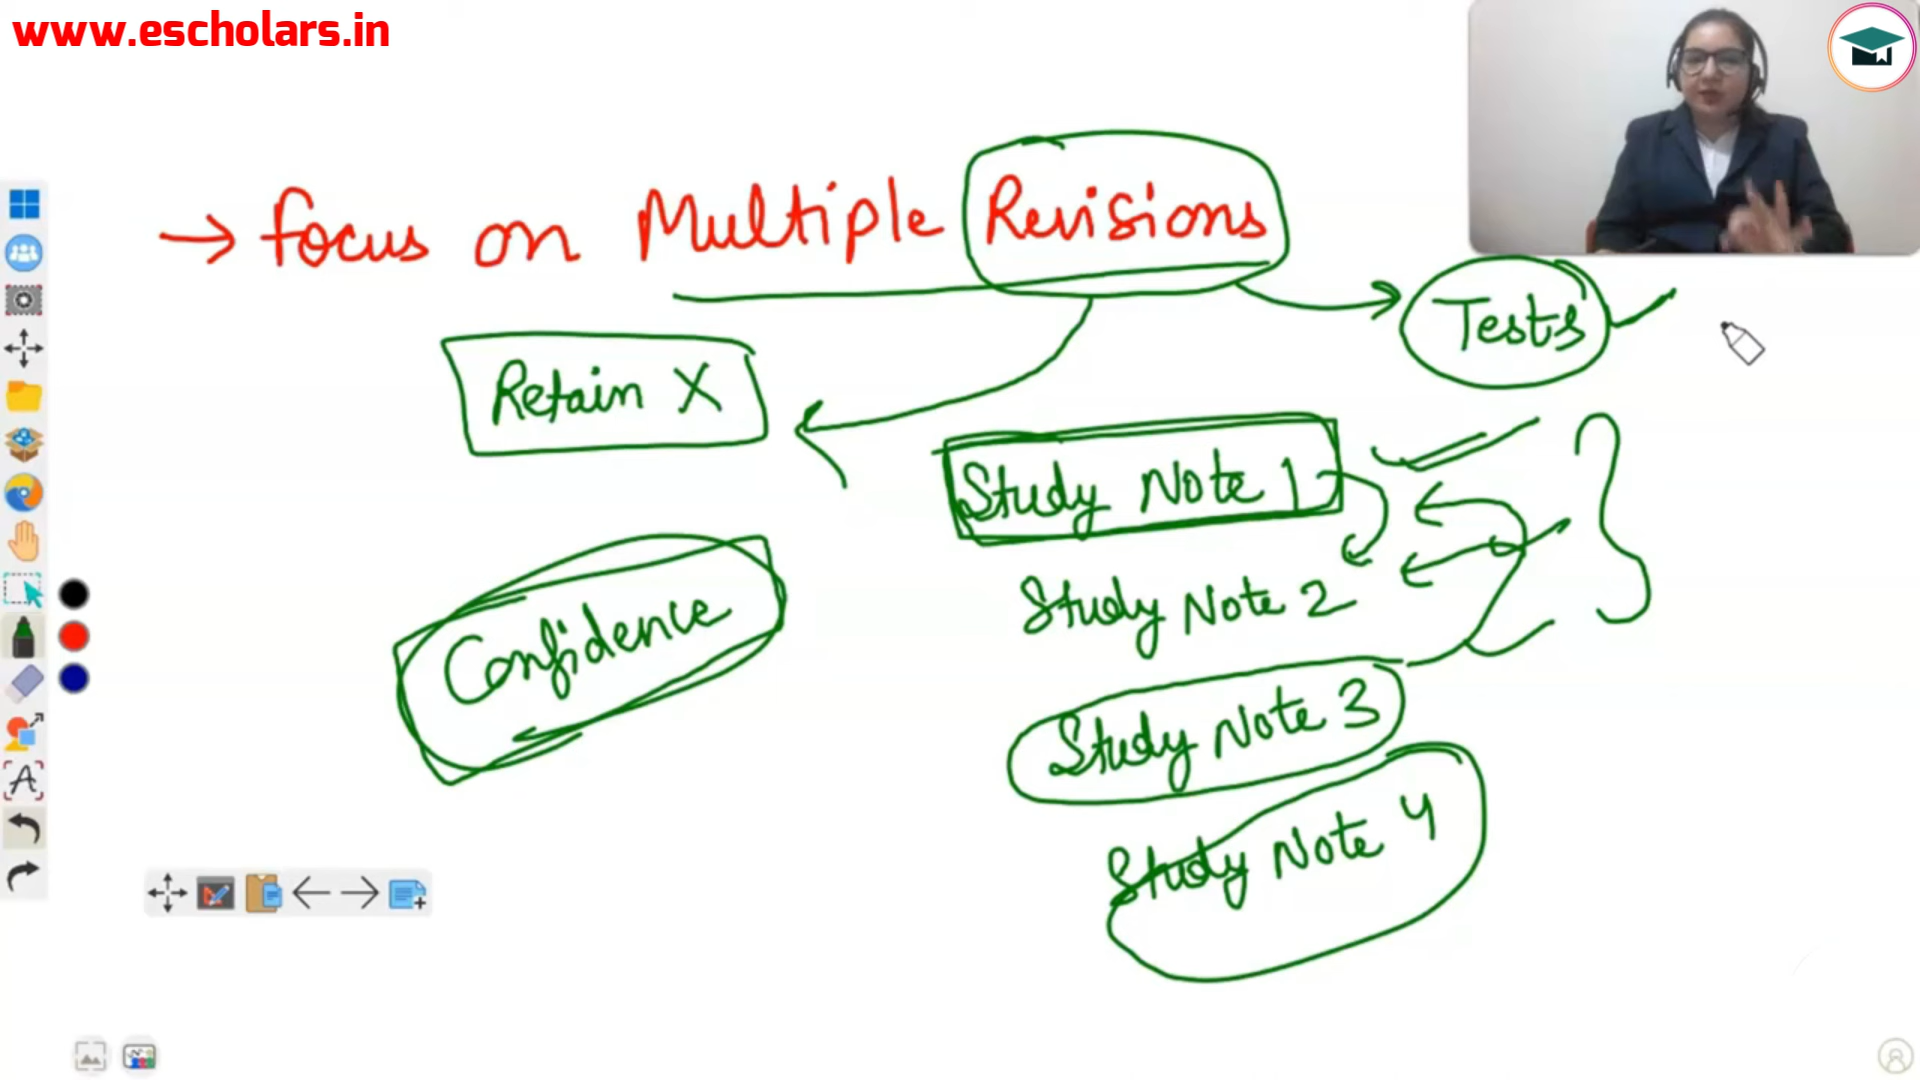 www.escholars.in
→ focus on Multiple Revisions
Tests
Retain X
Study Note 1
Study Note 2
Confidence
Study Note 3
Study Note 4